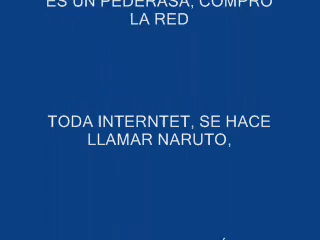 ES UN PEDERASA, COMPRO
LA RED
TODA INTERNTET, SE HACE
LLAMAR NARUTO,